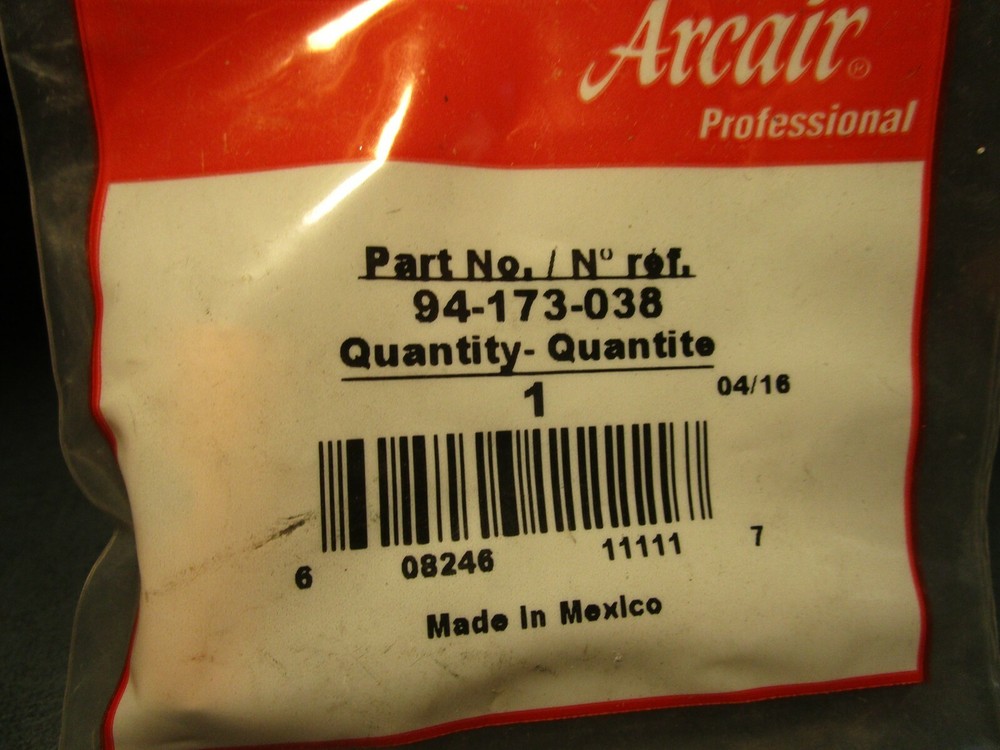 Arcair®
Professional
Part No. / Nº réf.
94-173-038
Quantity- Quantite
1
04/16
6 08246 11111 7
Made In Mexico